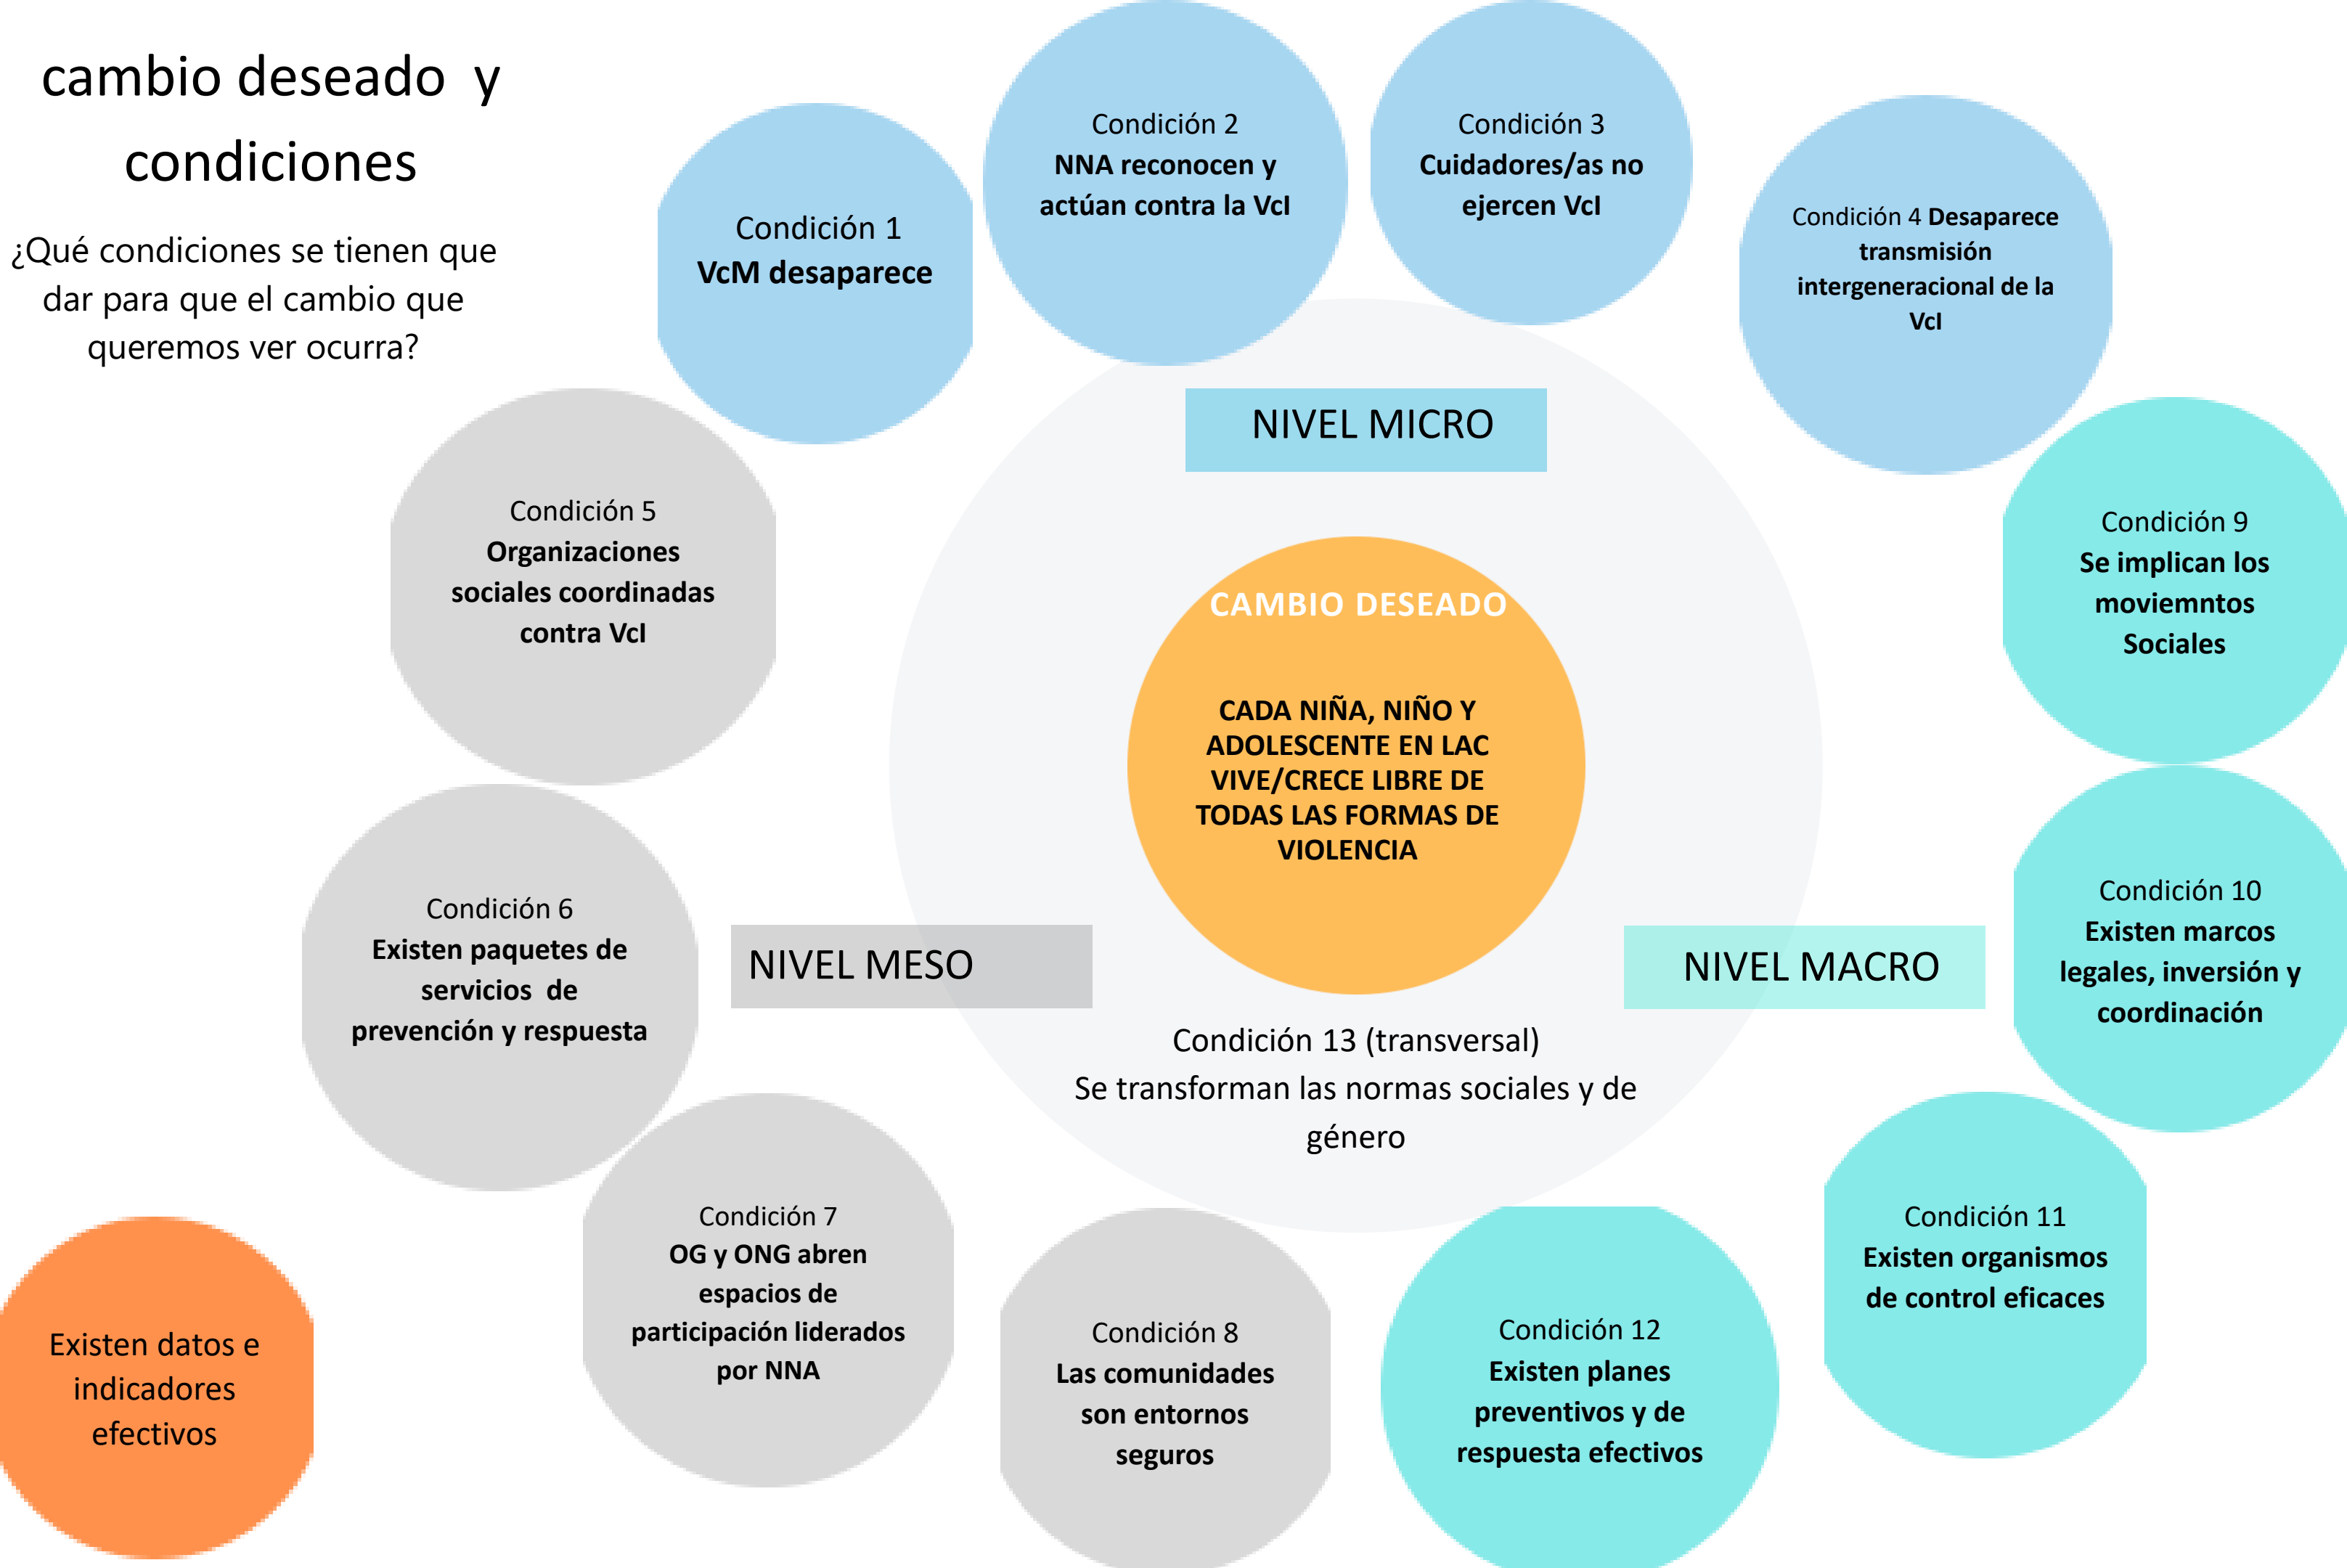 cambio deseado y
condiciones
¿Qué condiciones se tienen que
dar para que el cambio que
queremos ver ocurra?
Condición 1
VcM desaparece
Condición 2
NNA reconocen y
actúan contra la VcI
Condición 3
Cuidadores/as no
ejercen VcI
Condición 4 Desaparece
transmisión
intergeneracional de la
VcI
NIVEL MICRO
Condición 5
Organizaciones
sociales coordinadas
contra VcI
CAMBIO DESEADO
CADA NIÑA, NIÑO Y
ADOLESCENTE EN LAC
VIVE/CRECE LIBRE DE
TODAS LAS FORMAS DE
VIOLENCIA
Condición 9
Se implican los
moviemntos
Sociales
Condición 6
Existen paquetes de
servicios de
prevención y respuesta
NIVEL MESO
NIVEL MACRO
Condición 10
Existen marcos
legales, inversión y
coordinación
Condición 13 (transversal)
Se transforman las normas sociales y de
género
Condición 7
OG y ONG abren
espacios de
participación liderados
por NNA
Condición 8
Las comunidades
son entornos
seguros
Condición 12
Existen planes
preventivos y de
respuesta efectivos
Condición 11
Existen organismos
de control eficaces
Existen datos e
indicadores
efectivos